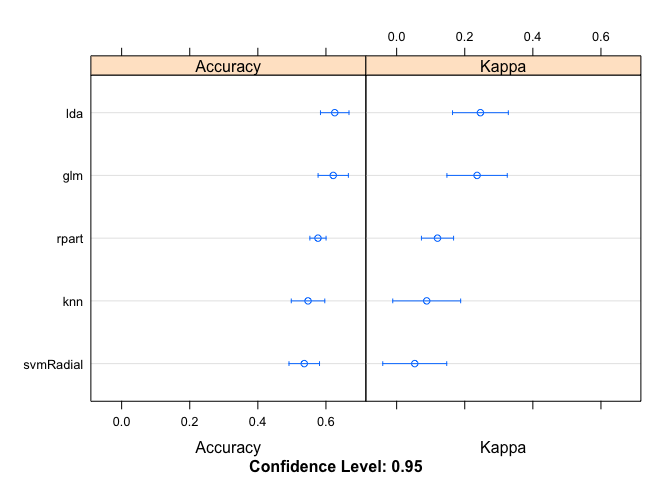 0.0 0.2 0.4 0.6
Accuracy Kappa
lda
glm
rpart
knn
svmRadial
0.0 0.2 0.4 0.6
Accuracy Kappa
Confidence Level: 0.95